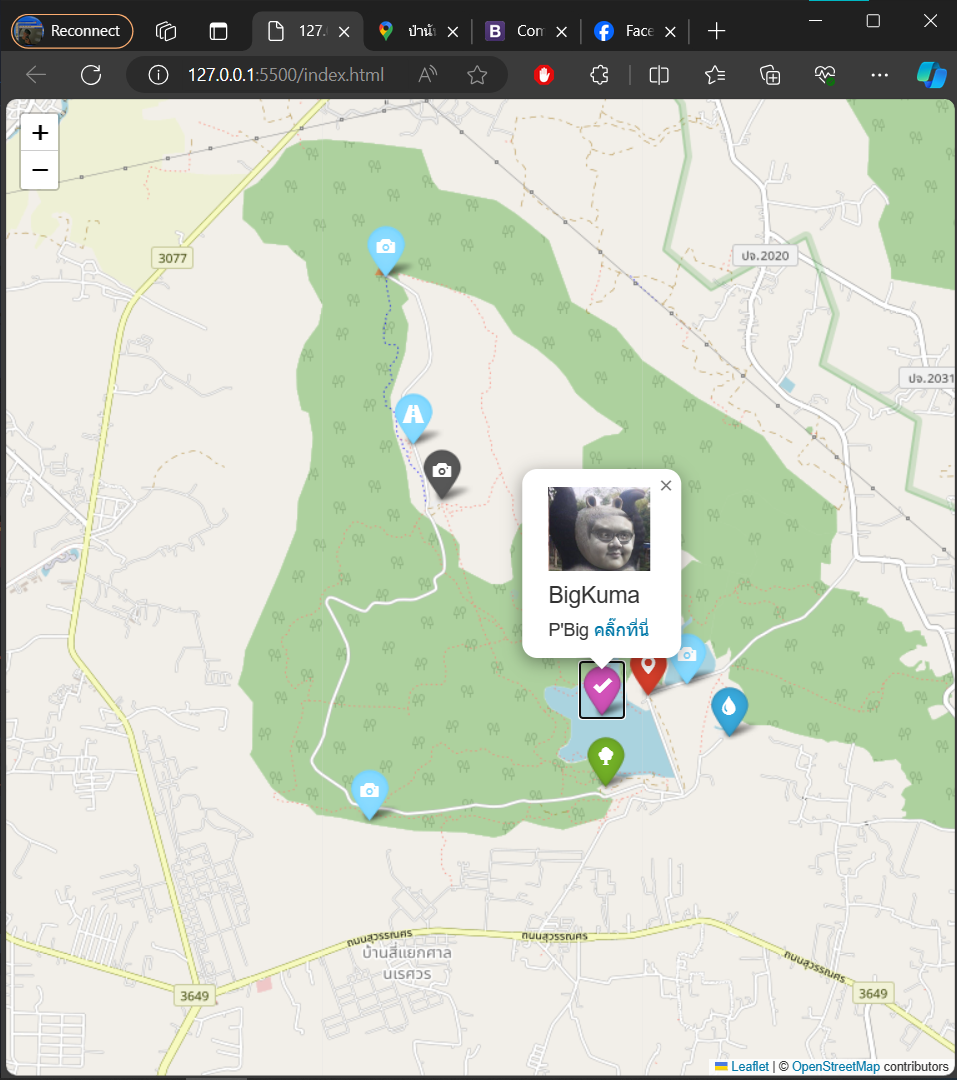 Reconnect
127.
ป่านั
Com
Face
127.0.0.1:5500/index.html
+
−
3077
ปจ.2020
ปจ.2031
BigKuma
P'Big คลิ๊กที่นี่
ถนนสุวรรณศร
ถนนสุวรรณศร
ถนนสุวรรณศร
บ้านสี่แยกศาล
นเรศวร
3649
3649
Leaflet | © OpenStreetMap contributors